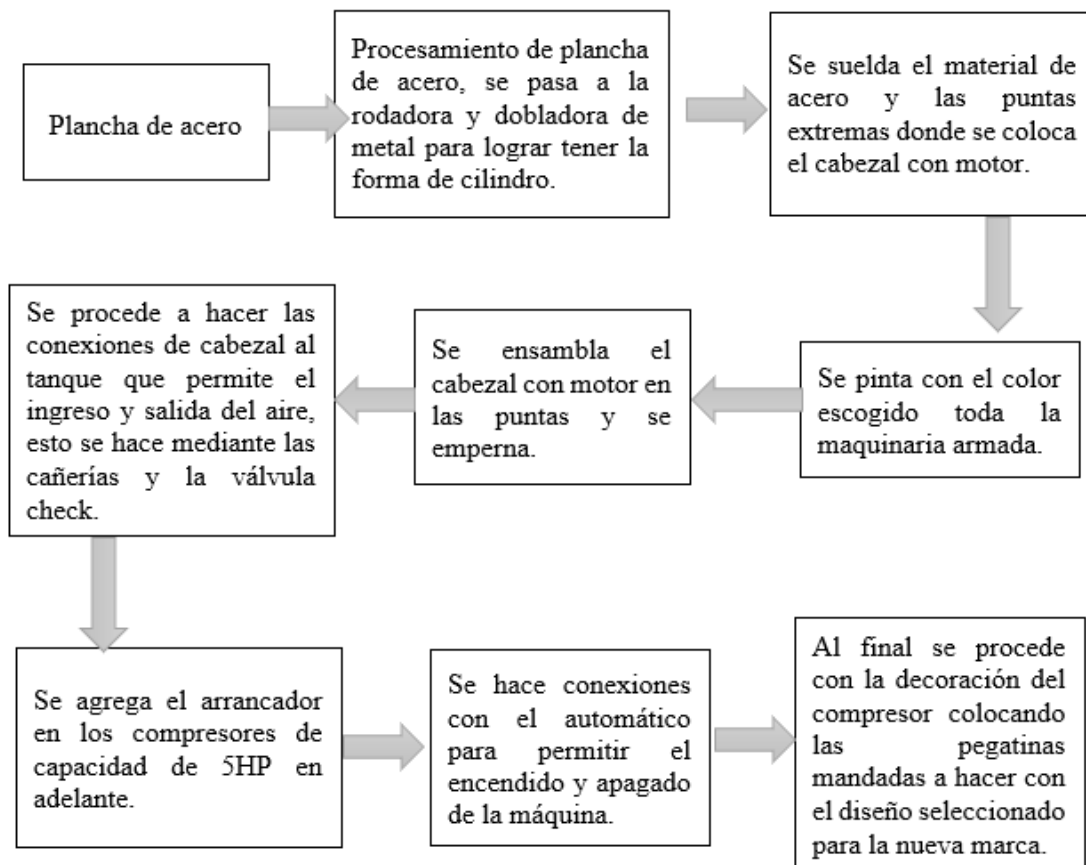 Plancha de acero
Procesamiento de plancha
de acero, se pasa a la
rodadora y dobladora de
metal para lograr tener la
forma de cilindro.
Se suelda el material de
acero y las puntas
extremas donde se coloca
el cabezal con motor.
Se pinta con el color
escogido toda la
maquinaria armada.
Se ensambla el
cabezal con motor en
las puntas y se
emperna.
Se procede a hacer las
conexiones de cabezal al
tanque que permite el
ingreso y salida del aire,
esto se hace mediante las
cañerías y la válvula
check.
Se agrega el arrancador
en los compresores de
capacidad de 5HP en
adelante.
Se hace conexiones
con el automático
para permitir el
encendido y apagado
de la máquina.
Al final se procede
con la decoración del
compresor colocando
las pegatinas
mandadas a hacer con
el diseño seleccionado
para la nueva marca.